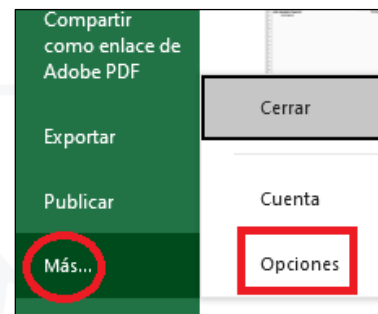 Compartir
como enlace de
Adobe PDF
Exportar
Publicar
Más...
Cerrar
Cuenta
Opciones